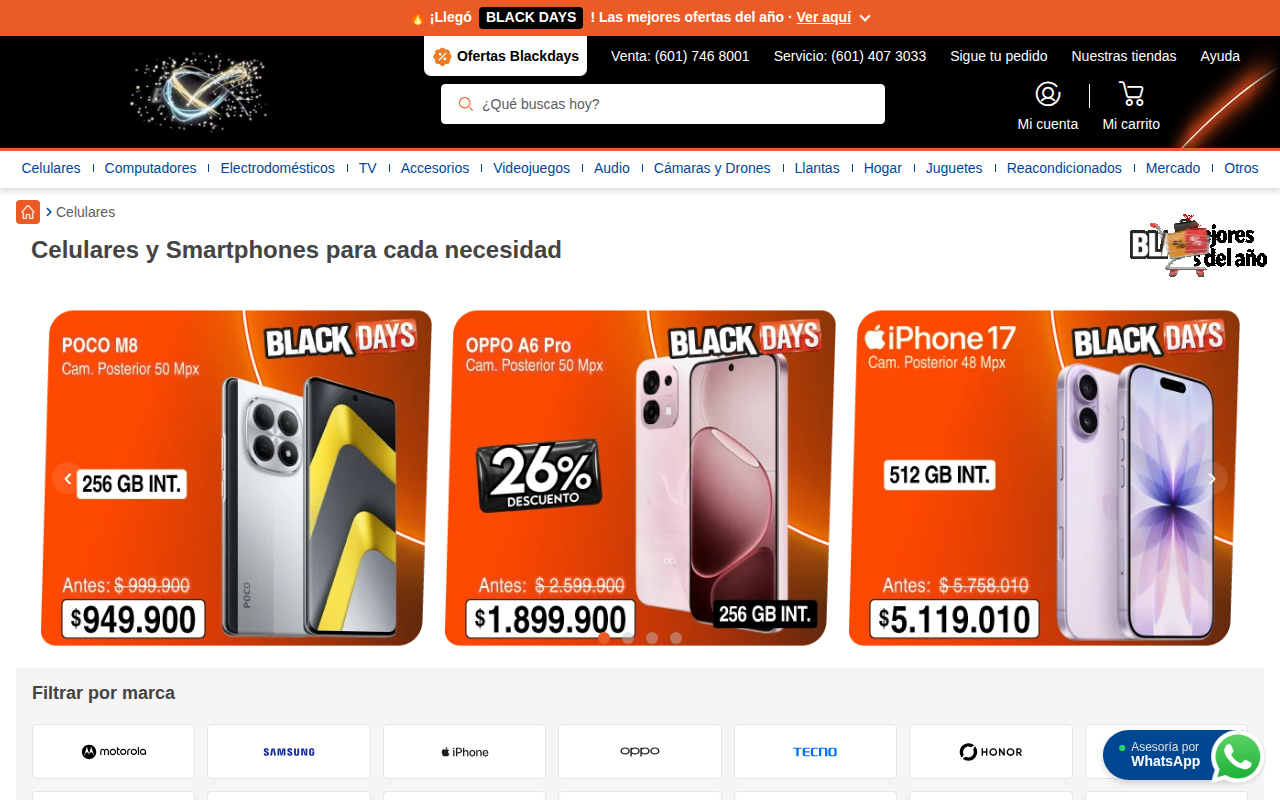 🔥 ¡Llegó BLACK DAYS ! Las mejores ofertas del año · Ver aquí
Ofertas Blackdays
Venta: (601) 746 8001
Servicio: (601) 407 3033
Sigue tu pedido
Nuestras tiendas
Ayuda
¿Qué buscas hoy?
Mi cuenta
Mi carrito
Celulares
Computadores
Electrodomésticos
TV
Accesorios
Videojuegos
Audio
Cámaras y Drones
Llantas
Hogar
Juguetes
Reacondicionados
Mercado
Otros
Celulares
Celulares y Smartphones para cada necesidad
del año
POCO M8
Cam. Posterior 50 Mpx
BLACK DAYS
256 GB INT.
POCO
Antes: $ 999.900
$949.900
OPPO A6 Pro
Cam. Posterior 50 Mpx
BLACK DAYS
26%
DESCUENTO
Antes: $ 2.599.900
$1.899.900
256 GB INT.
iPhone 17
Cam. Posterior 48 Mpx
BLACK DAYS
512 GB INT.
Antes: $ 5.758.010
$5.119.010
Filtrar por marca
motorola
SAMSUNG
iPhone
oppo
TECNO
HONOR
Asesoría por
WhatsApp